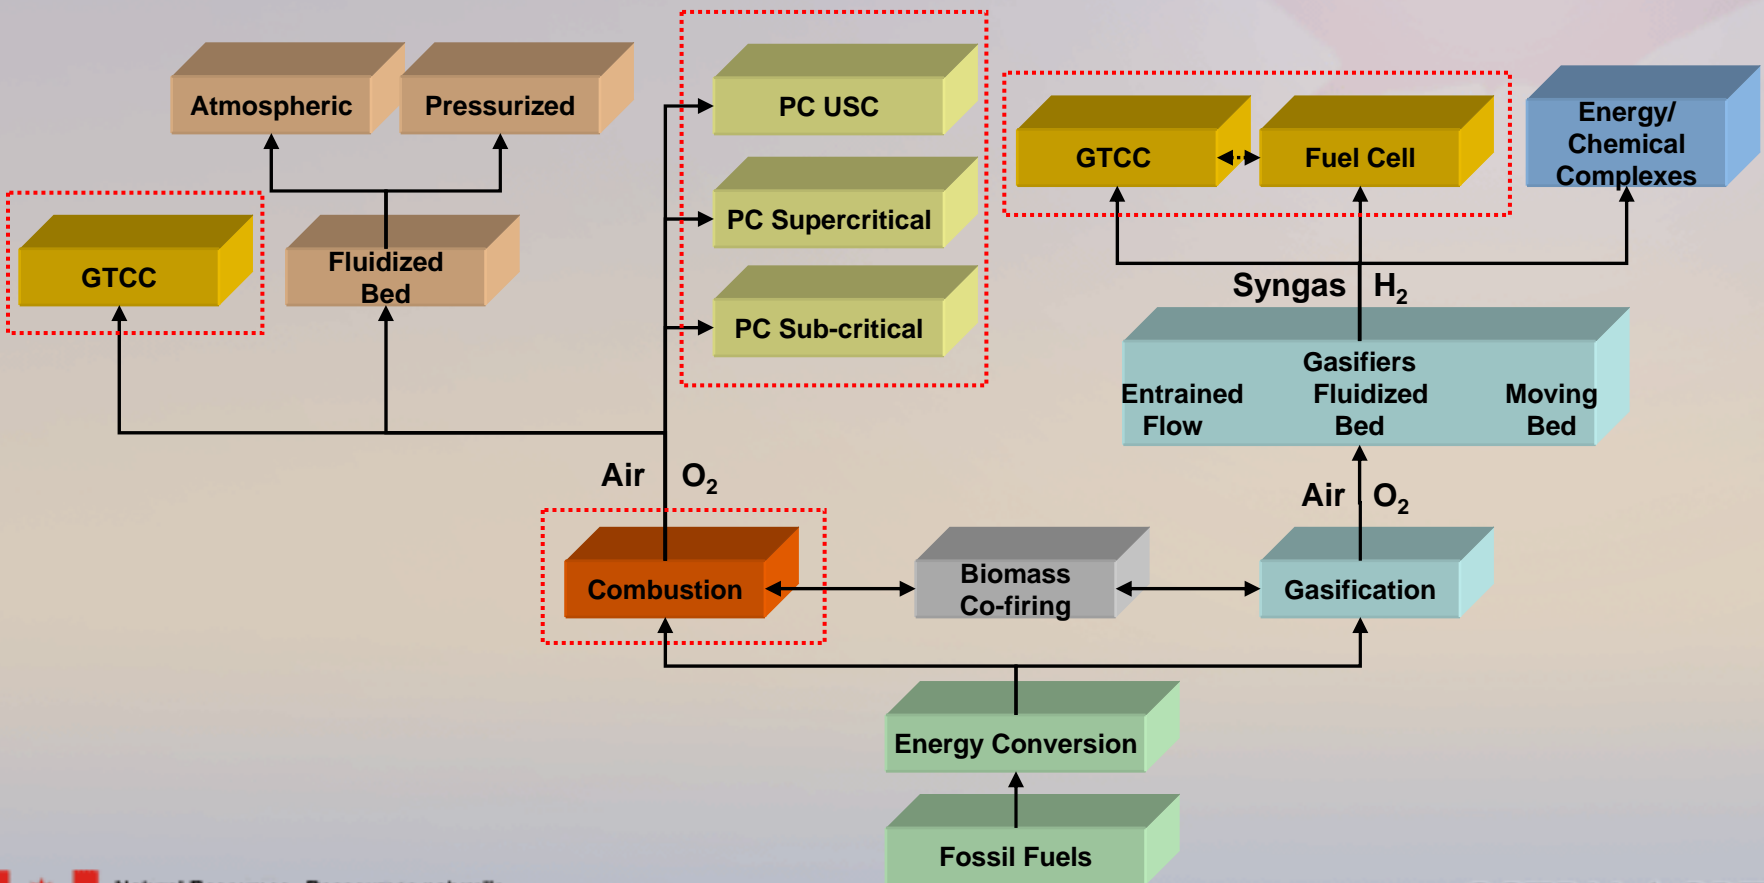 Atmospheric
Pressurized
PC USC
GTCC
Fuel Cell
Energy/
Chemical
Complexes
PC Supercritical
GTCC
Fluidized
Bed
PC Sub-critical
Syngas H₂
Gasifiers
Entrained Fluidized Moving
Flow Bed Bed
Air O₂
Air O₂
Combustion
Biomass
Co-firing
Gasification
Energy Conversion
Fossil Fuels